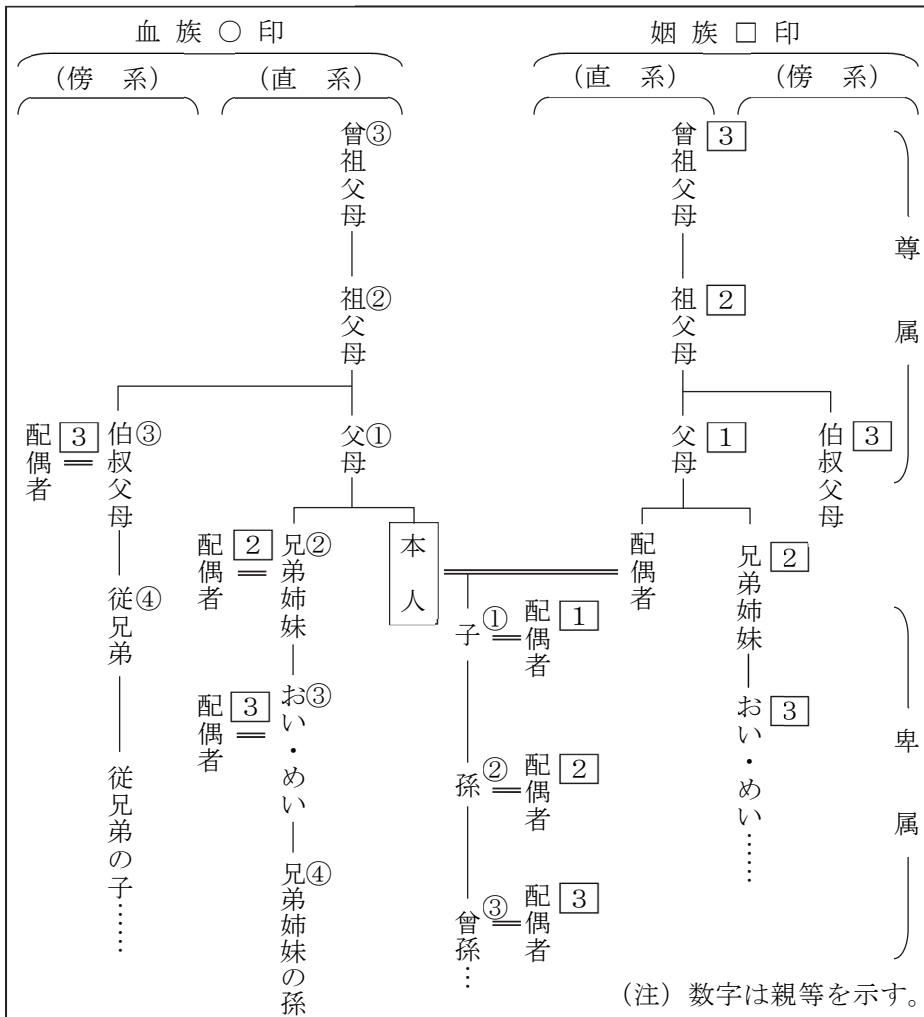 血族○印
姻族□印
(傍 系)
(直 系)
(直 系)
(傍 系)
曾祖父母③
曾祖父母 3
尊属
祖父母②
祖父母 2
配偶者 3
伯叔父母③
父母①
父母 1
伯叔父母 3
配偶者 2
兄弟姉妹②
本人
配偶者
兄弟姉妹 2
従兄弟④
子①
配偶者 1
配偶者 3
おい・めい③
おい・めい…… 3
卑属
従兄弟の子……
孫②
配偶者 2
兄弟姉妹の孫④
曾孫…③
配偶者 3
(注)数字は親等を示す。